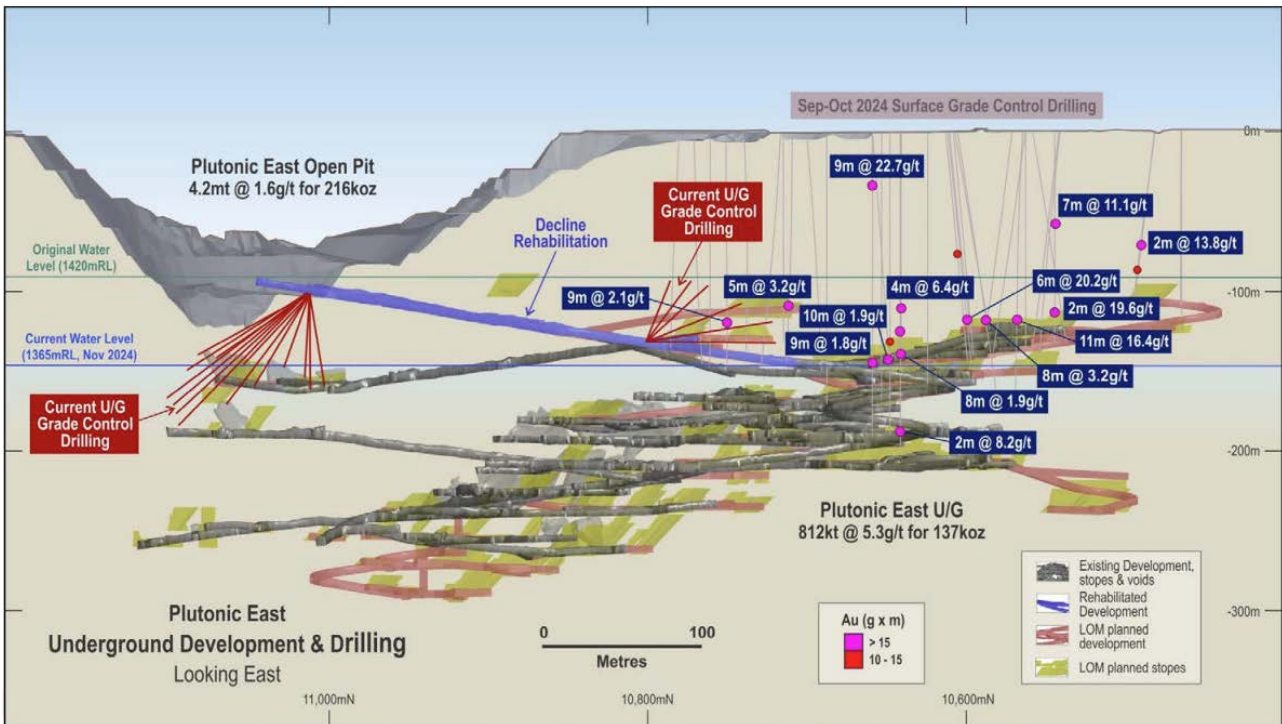 Sep-Oct 2024 Surface Grade Control Drilling
0m
Plutonic East Open Pit
4.2mt @ 1.6g/t for 216koz
9m @ 22.7g/t
Current U/G
Grade Control
Drilling
7m @ 11.1g/t
Decline
Rehabilitation
2m @ 13.8g/t
Original Water
Level (1420mRL)
6m @ 20.2g/t
5m @ 3.2g/t
4m @ 6.4g/t
-100m
9m @ 2.1g/t
2m @ 19.6g/t
10m @ 1.9g/t
Current Water Level
(1365mRL, Nov 2024)
9m @ 1.8g/t
11m @ 16.4g/t
8m @ 3.2g/t
8m @ 1.9g/t
Current U/G
Grade Control
Drilling
2m @ 8.2g/t
-200m
Plutonic East U/G
812kt @ 5.3g/t for 137koz
Existing Development,
stopes & voids
Rehabilitated
Development
LOM planned
development
LOM planned stopes
-300m
Plutonic East
Underground Development & Drilling
Looking East
0
100
Metres
Au (g x m)
> 15
10 - 15
11,000mN
10,800mN
10,600mN